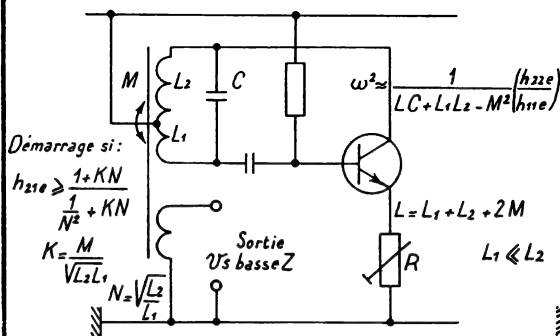 M
L₂
C
L₁
ω² ≃ 1 / (LC + L₁L₂ - M²) (h22e / h11e)
Démarrage si :
h21e ⩾ (1 + KN) / (1/N² + KN)
K = M / √L₂L₁
N = √L₂/L₁
Sortie
Vs basse Z
L = L₁ + L₂ + 2M
R
L₁ ≪ L₂